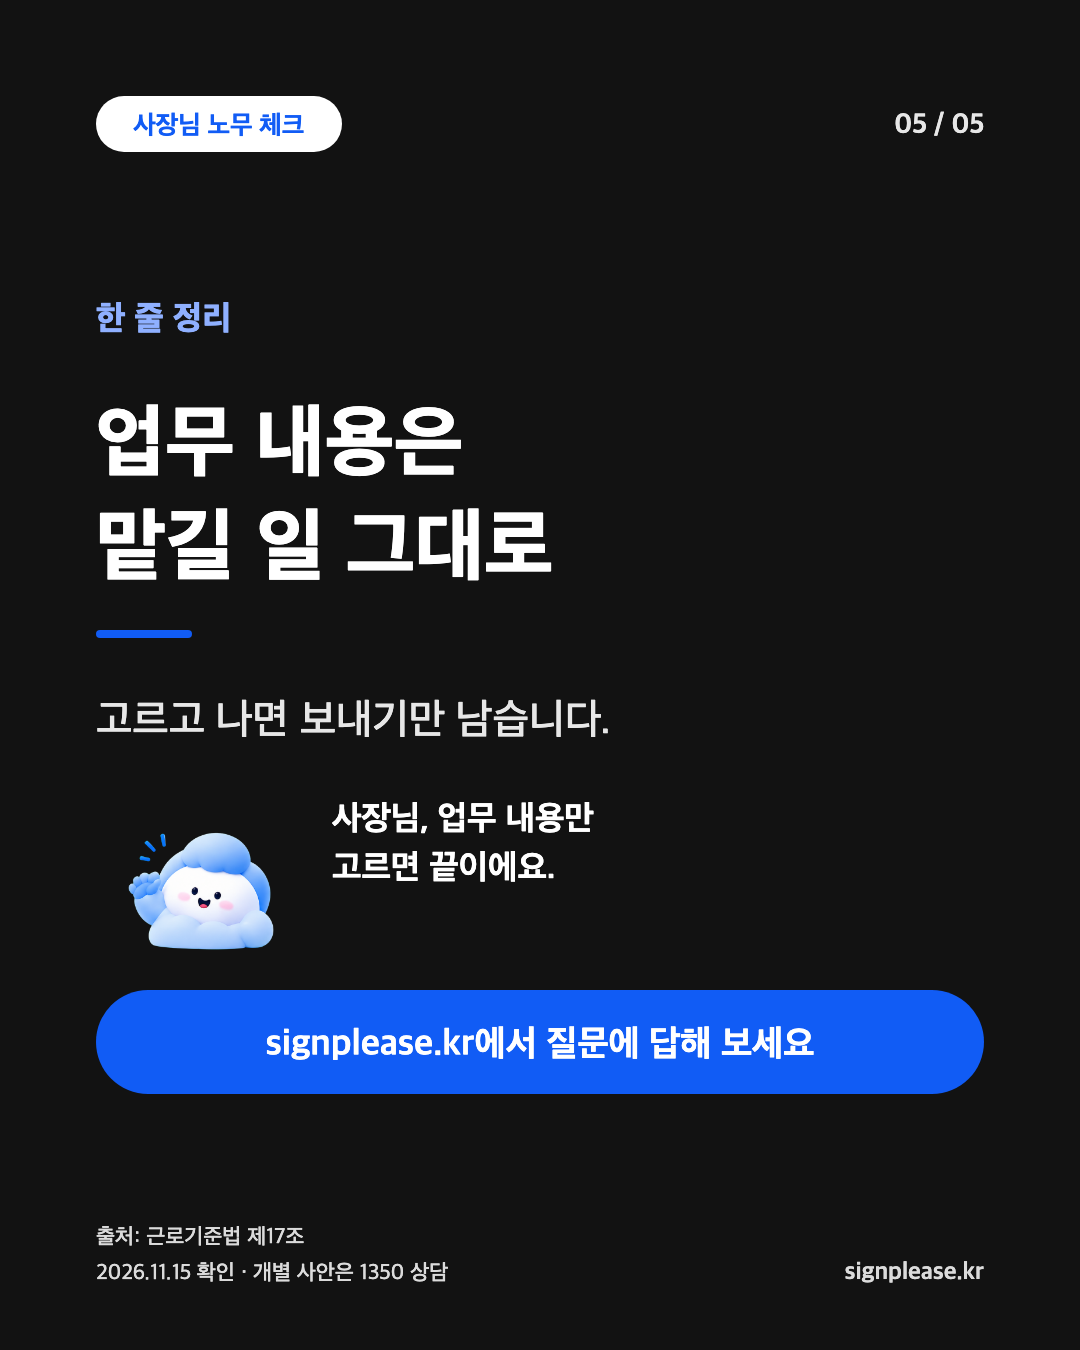 사장님 노무 체크
05 / 05
한 줄 정리
업무 내용은
맡길 일 그대로
고르고 나면 보내기만 남습니다.
사장님, 업무 내용만
고르면 끝이에요.
signplease.kr에서 질문에 답해 보세요
출처: 근로기준법 제17조
2026.11.15 확인 · 개별 사안은 1350 상담
signplease.kr